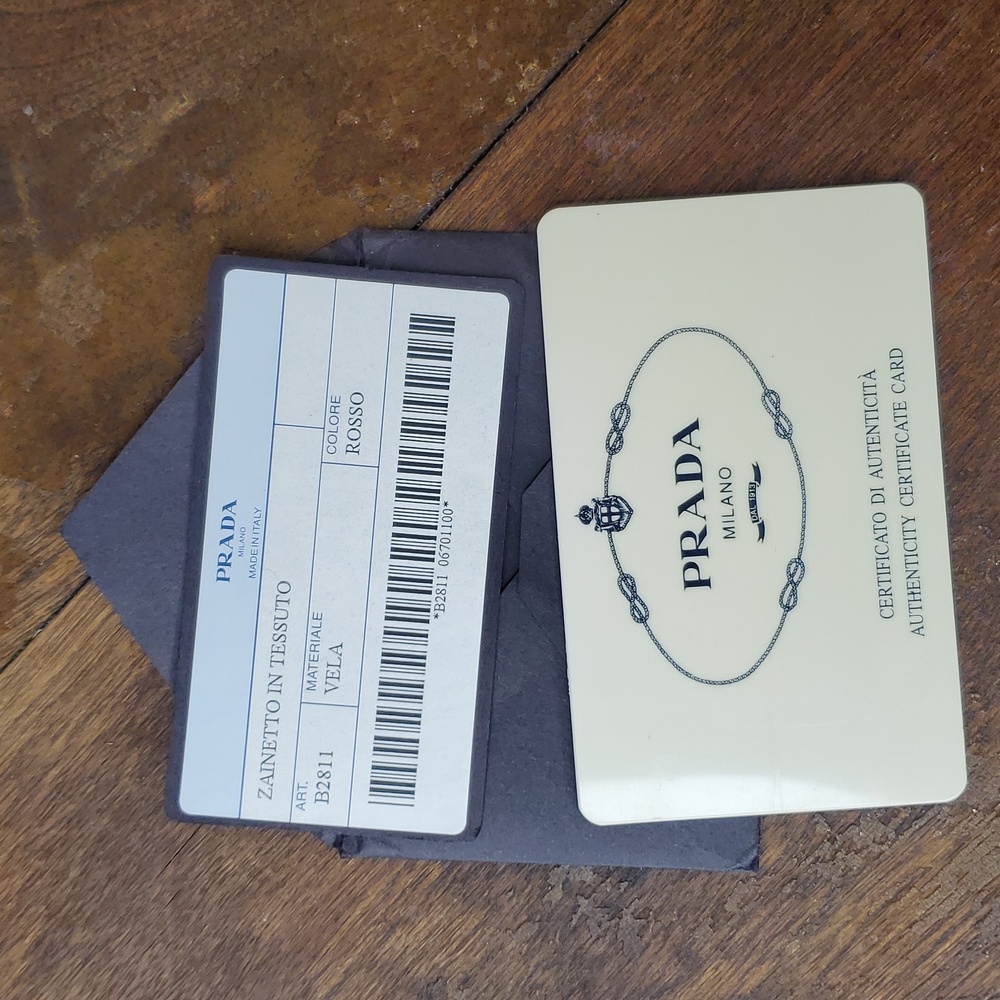 PRADA
MILANO
MADE IN ITALY
ZAINETTO IN TESSUTO
ART. MATERIALE COLORE
B2811 VELA ROSSO
*B2811 06701100*
PRADA
MILANO
DAL 1913
CERTIFICATO DI AUTENTICITÀ
AUTHENTICITY CERTIFICATE CARD